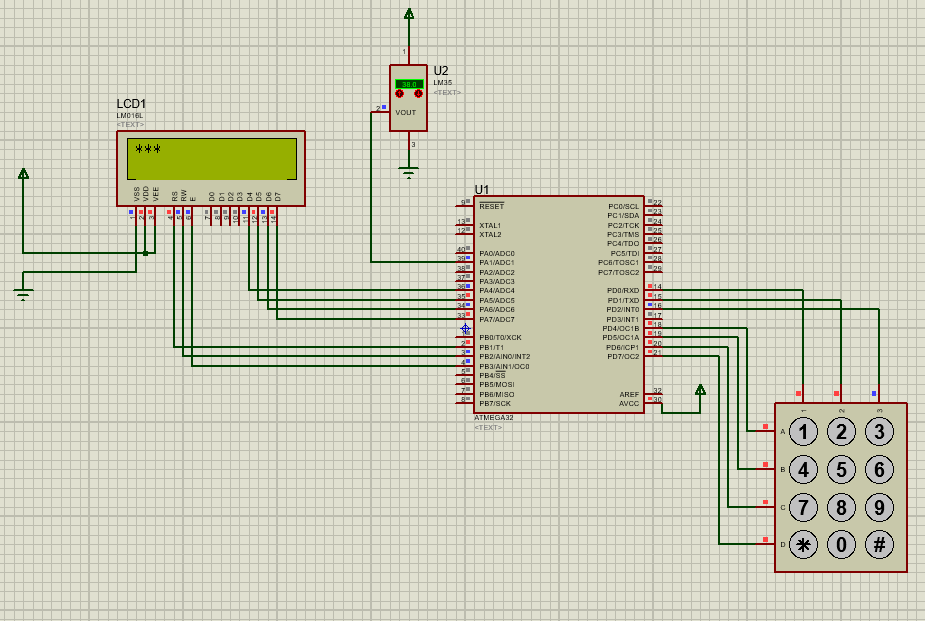 LCD1
LM016L
<TEXT>
***
VSS
VDD
VEE
RS
RW
E
D0
D1
D2
D3
D4
D5
D6
D7
1
2
3
4
5
6
7
8
9
10
11
12
13
14
1
U2
LM35
<TEXT>
2
VOUT
3
U1
9 RESET PC0/SCL 22
PC1/SDA 23
13 XTAL1 PC2/TCK 24
12 XTAL2 PC3/TMS 25
PC4/TDO 26
40 PA0/ADC0 PC5/TDI 27
39 PA1/ADC1 PC6/TOSC1 28
38 PA2/ADC2 PC7/TOSC2 29
37 PA3/ADC3
36 PA4/ADC4 PD0/RXD 14
35 PA5/ADC5 PD1/TXD 15
34 PA6/ADC6 PD2/INT0 16
33 PA7/ADC7 PD3/INT1 17
PD4/OC1B 18
PB0/T0/XCK PD5/OC1A 19
2 PB1/T1 PD6/ICP1 20
3 PB2/AIN0/INT2 PD7/OC2 21
4 PB3/AIN1/OC0
5 PB4/SS
6 PB5/MOSI
7 PB6/MISO AREF 32
8 PB7/SCK AVCC 30
ATMEGA32
<TEXT>
1 2 3
A 1 2 3
B 4 5 6
C 7 8 9
D * 0 #